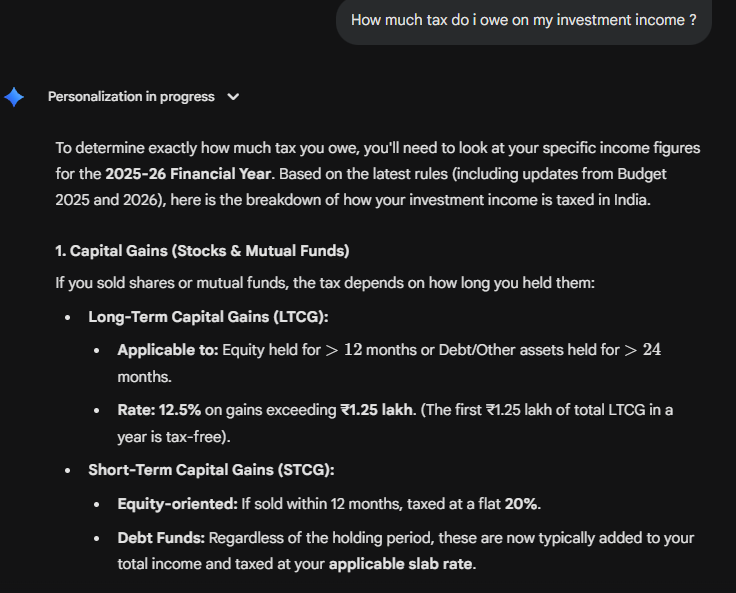 How much tax do i owe on my investment income ?
Personalization in progress
To determine exactly how much tax you owe, you'll need to look at your specific income figures
for the 2025-26 Financial Year. Based on the latest rules (including updates from Budget
2025 and 2026), here is the breakdown of how your investment income is taxed in India.
1. Capital Gains (Stocks & Mutual Funds)
If you sold shares or mutual funds, the tax depends on how long you held them:
• Long-Term Capital Gains (LTCG):
• Applicable to: Equity held for > 12 months or Debt/Other assets held for > 24
months.
• Rate: 12.5% on gains exceeding ₹1.25 lakh. (The first ₹1.25 lakh of total LTCG in a
year is tax-free).
• Short-Term Capital Gains (STCG):
• Equity-oriented: If sold within 12 months, taxed at a flat 20%.
• Debt Funds: Regardless of the holding period, these are now typically added to your
total income and taxed at your applicable slab rate.